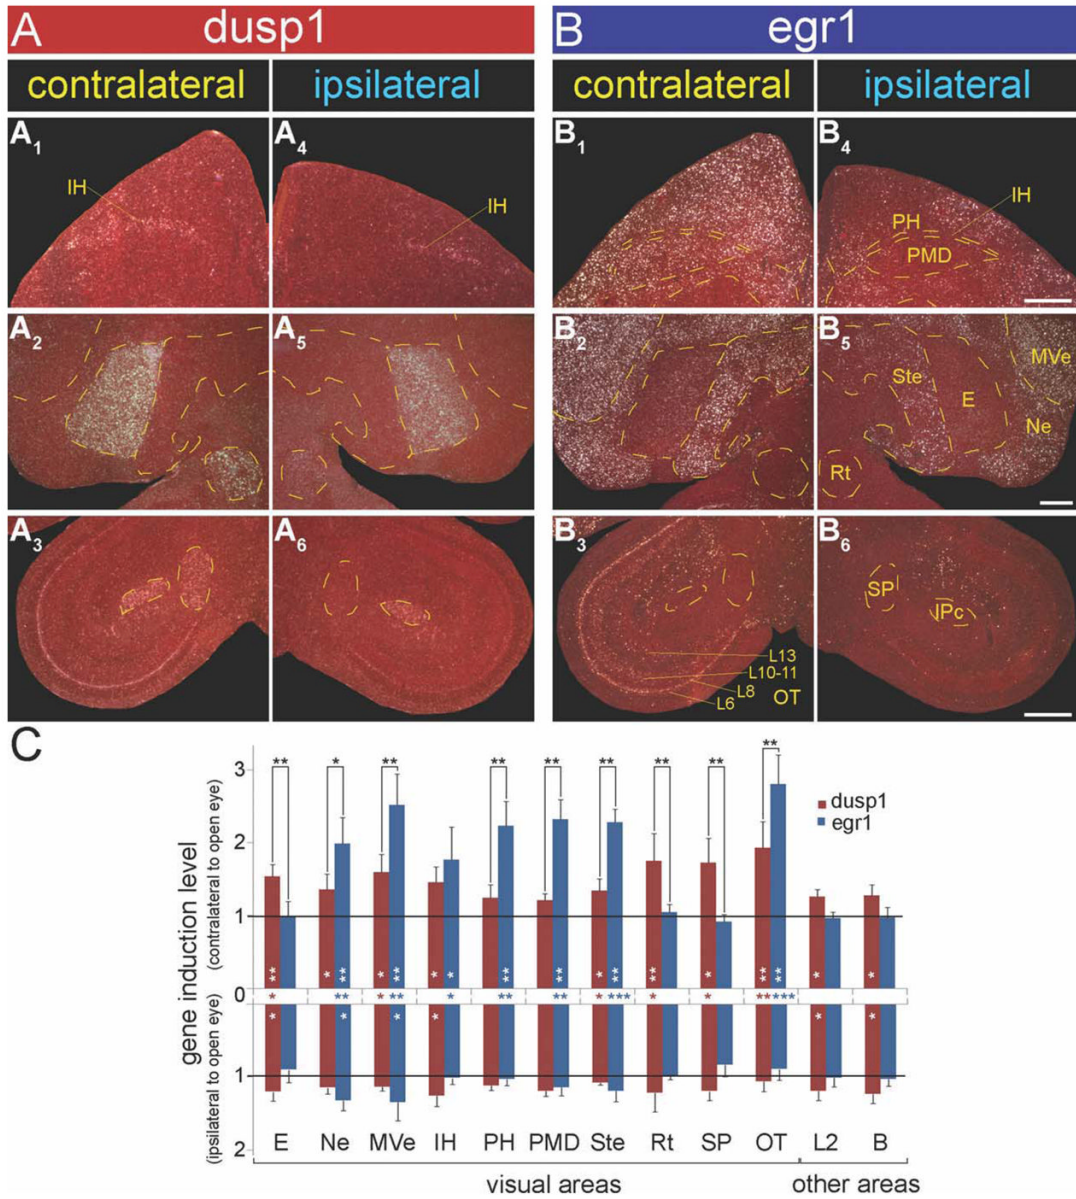 A dusp1
B egr1
contralateral
ipsilateral
contralateral
ipsilateral
A1
IH
A4
IH
B1
B4
IH
PH
PMD
A2
A5
B2
B5
MVe
Ste
E
Ne
Rt
A3
A6
B3
L13
L10-11
L8
L6
OT
B6
SP
IPc
C
gene induction level
(contralateral to open eye)
(ipsilateral to open eye)
3
2
1
0
1
2
** * ** ** ** ** ** ** **
dusp1
egr1
E Ne MVe IH PH PMD Ste Rt SP OT L2 B
visual areas
other areas